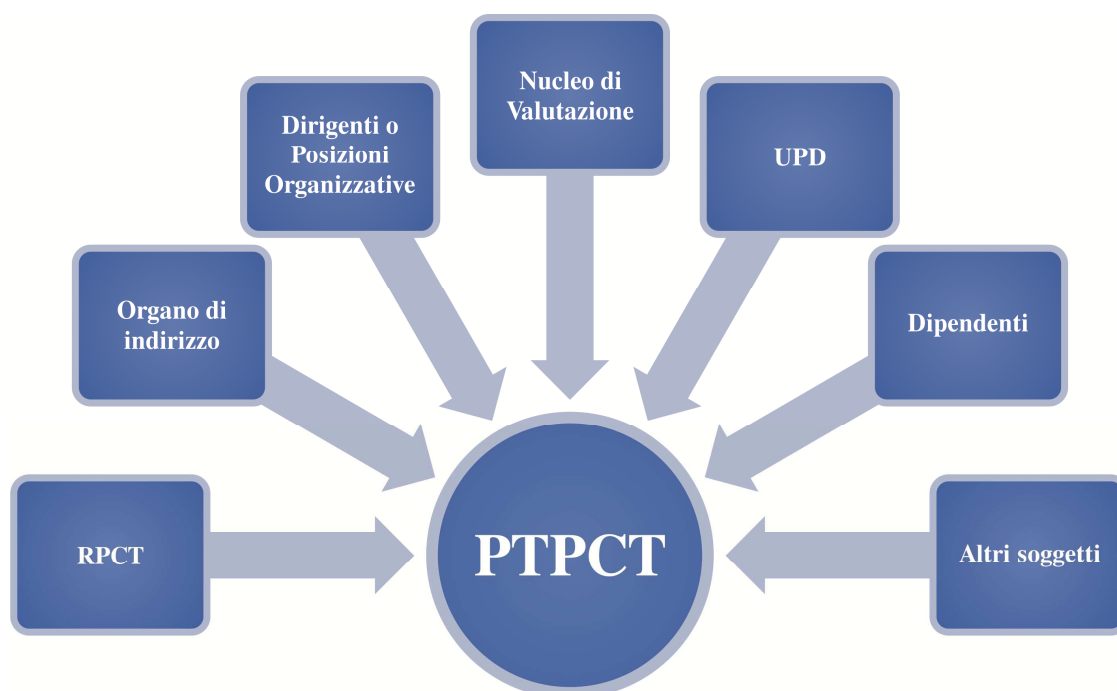 Nucleo di
Valutazione
Dirigenti o
Posizioni
Organizzative
UPD
Organo di
indirizzo
Dipendenti
RPCT
PTPCT
Altri soggetti